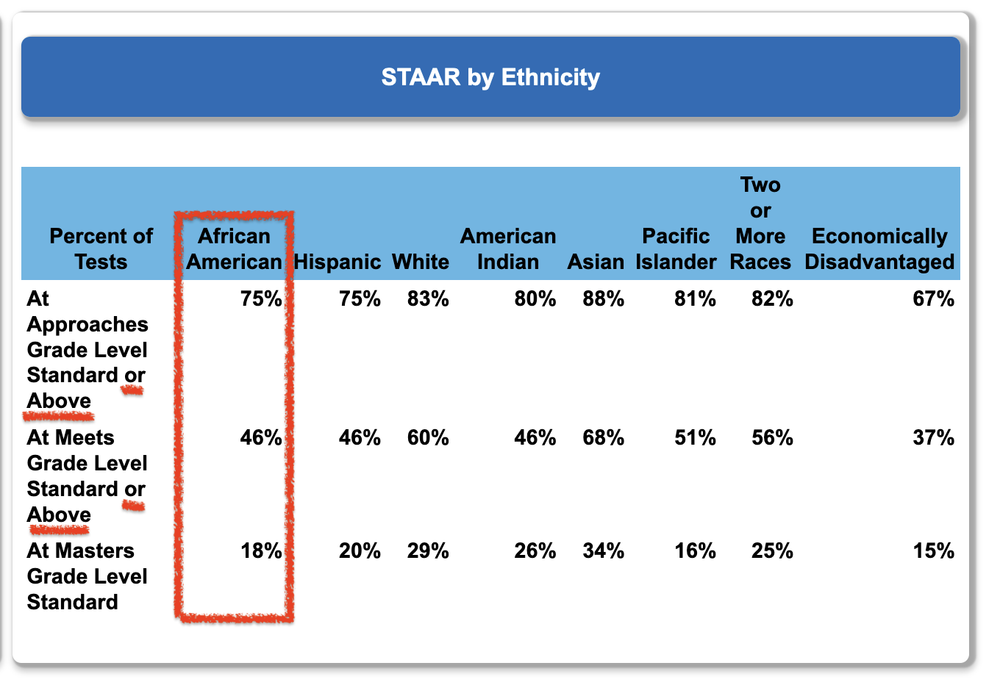 STAAR by Ethnicity
Two
or
Percent of African American Pacific More Economically
Tests American Hispanic White Indian Asian Islander Races Disadvantaged
At 75% 75% 83% 80% 88% 81% 82% 67%
Approaches
Grade Level
Standard or
Above
At Meets 46% 46% 60% 46% 68% 51% 56% 37%
Grade Level
Standard or
Above
At Masters 18% 20% 29% 26% 34% 16% 25% 15%
Grade Level
Standard